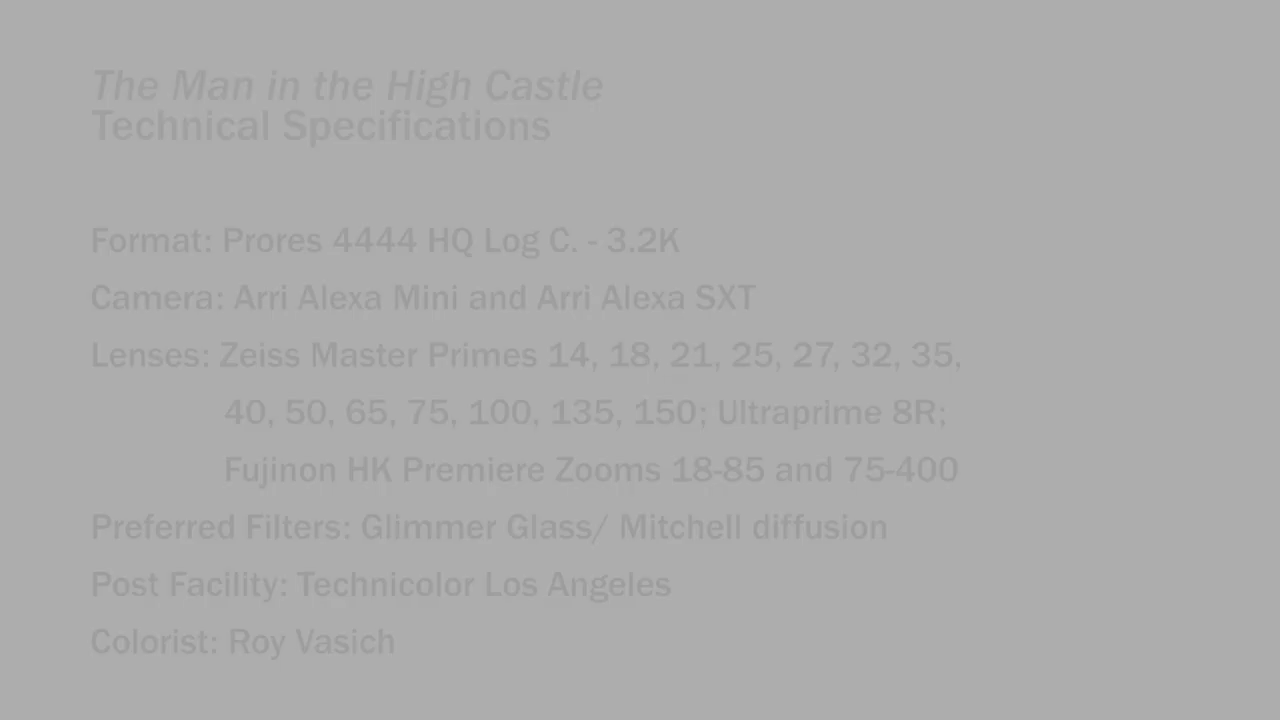 The Man in the High Castle
Technical Specifications
Format: Prores 4444 HQ Log C. - 3.2K
Camera: Arri Alexa Mini and Arri Alexa SXT
Lenses: Zeiss Master Primes 14, 18, 21, 25, 27, 32, 35,
40, 50, 65, 75, 100, 135, 150; Ultraprime 8R;
Fujinon HK Premiere Zooms 18-85 and 75-400
Preferred Filters: Glimmer Glass/ Mitchell diffusion
Post Facility: Technicolor Los Angeles
Colorist: Roy Vasich